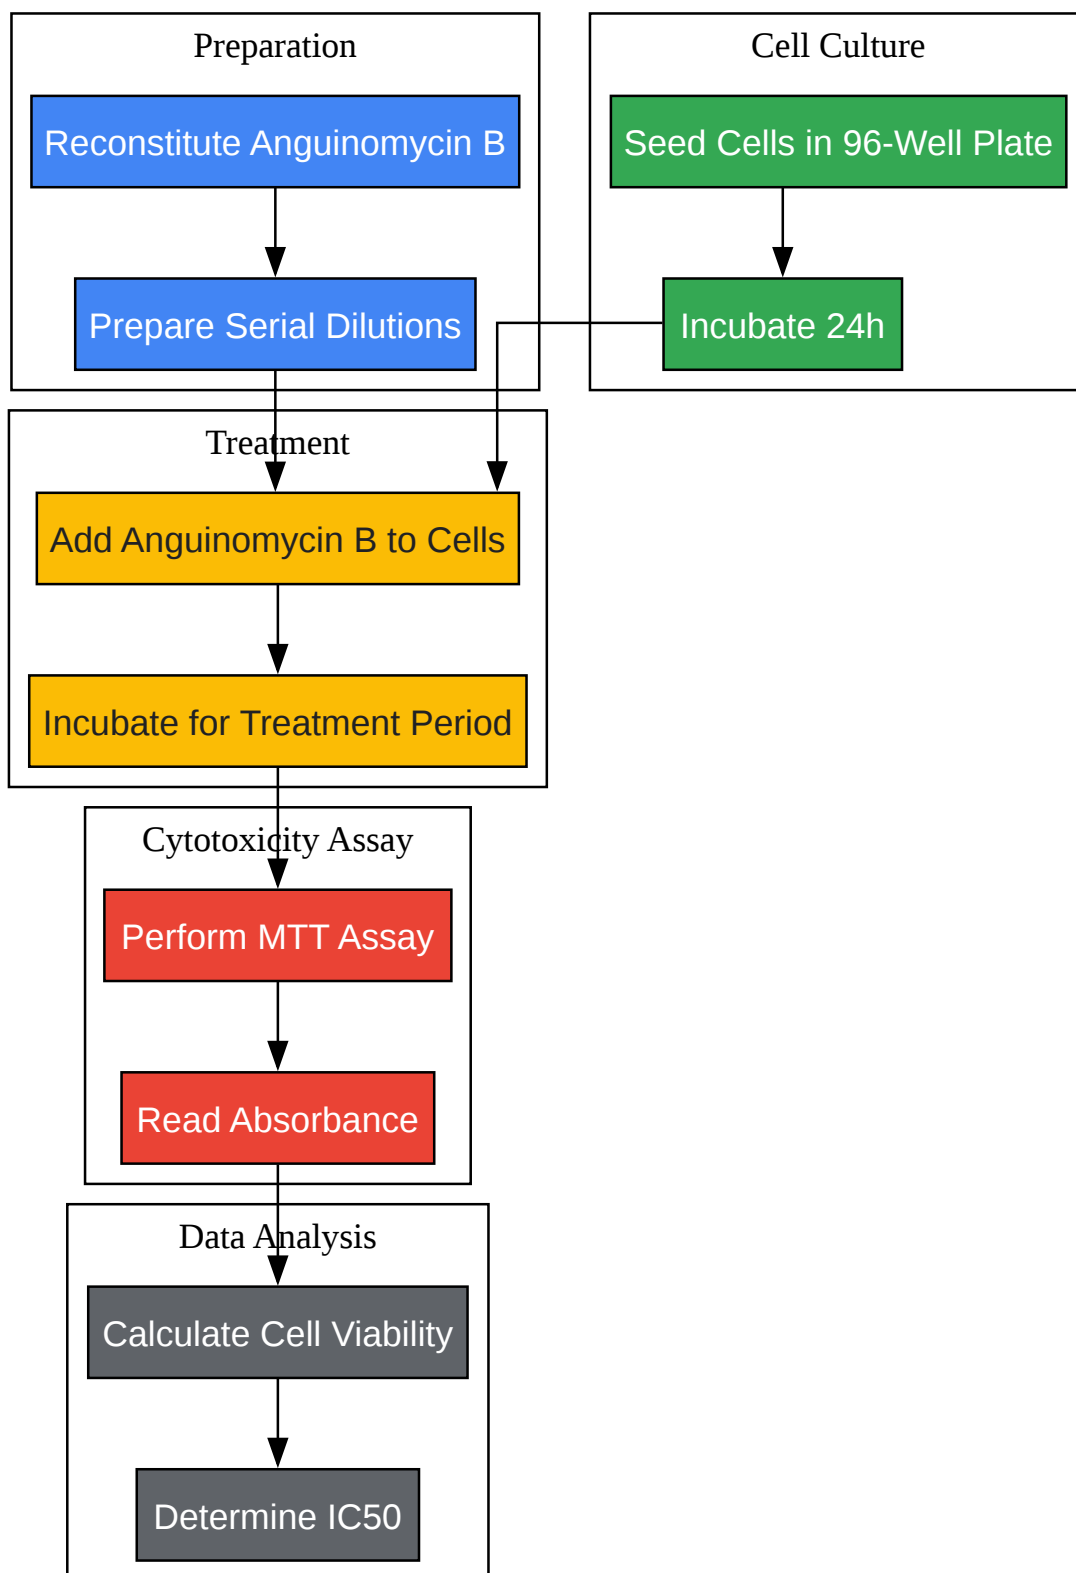 Preparation
Reconstitute Anguinomycin B
Prepare Serial Dilutions
Cell Culture
Seed Cells in 96-Well Plate
Incubate 24h
Treatment
Add Anguinomycin B to Cells
Incubate for Treatment Period
Cytotoxicity Assay
Perform MTT Assay
Read Absorbance
Data Analysis
Calculate Cell Viability
Determine IC50